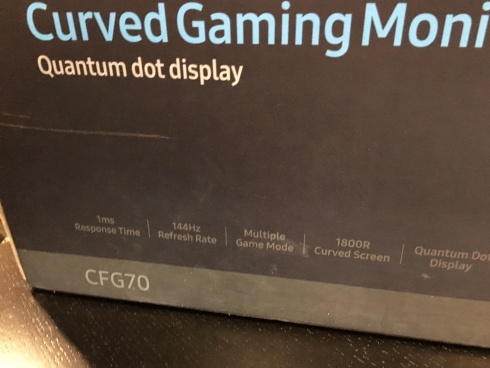 Curved Gaming Moni
Quantum dot display
1ms
Response Time
144Hz
Refresh Rate
Multiple
Game Mode
1800R
Curved Screen
Quantum Dot
Display
CFG70